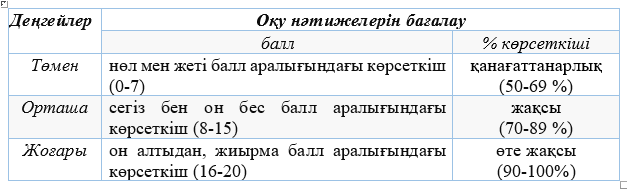 Деңгейлер Оқу нәтижелерін бағалау
балл % көрсеткіші
Төмен нөл мен жеті балл аралығындағы көрсеткіш қанағаттанарлық
(0-7) (50-69 %)
Орташа сегіз бен он бес балл аралығындағы жақсы
көрсеткіш (8-15) (70-89 %)
Жоғары он алтыдан, жиырма балл аралығындағы өте жақсы
көрсеткіш (16-20) (90-100%)